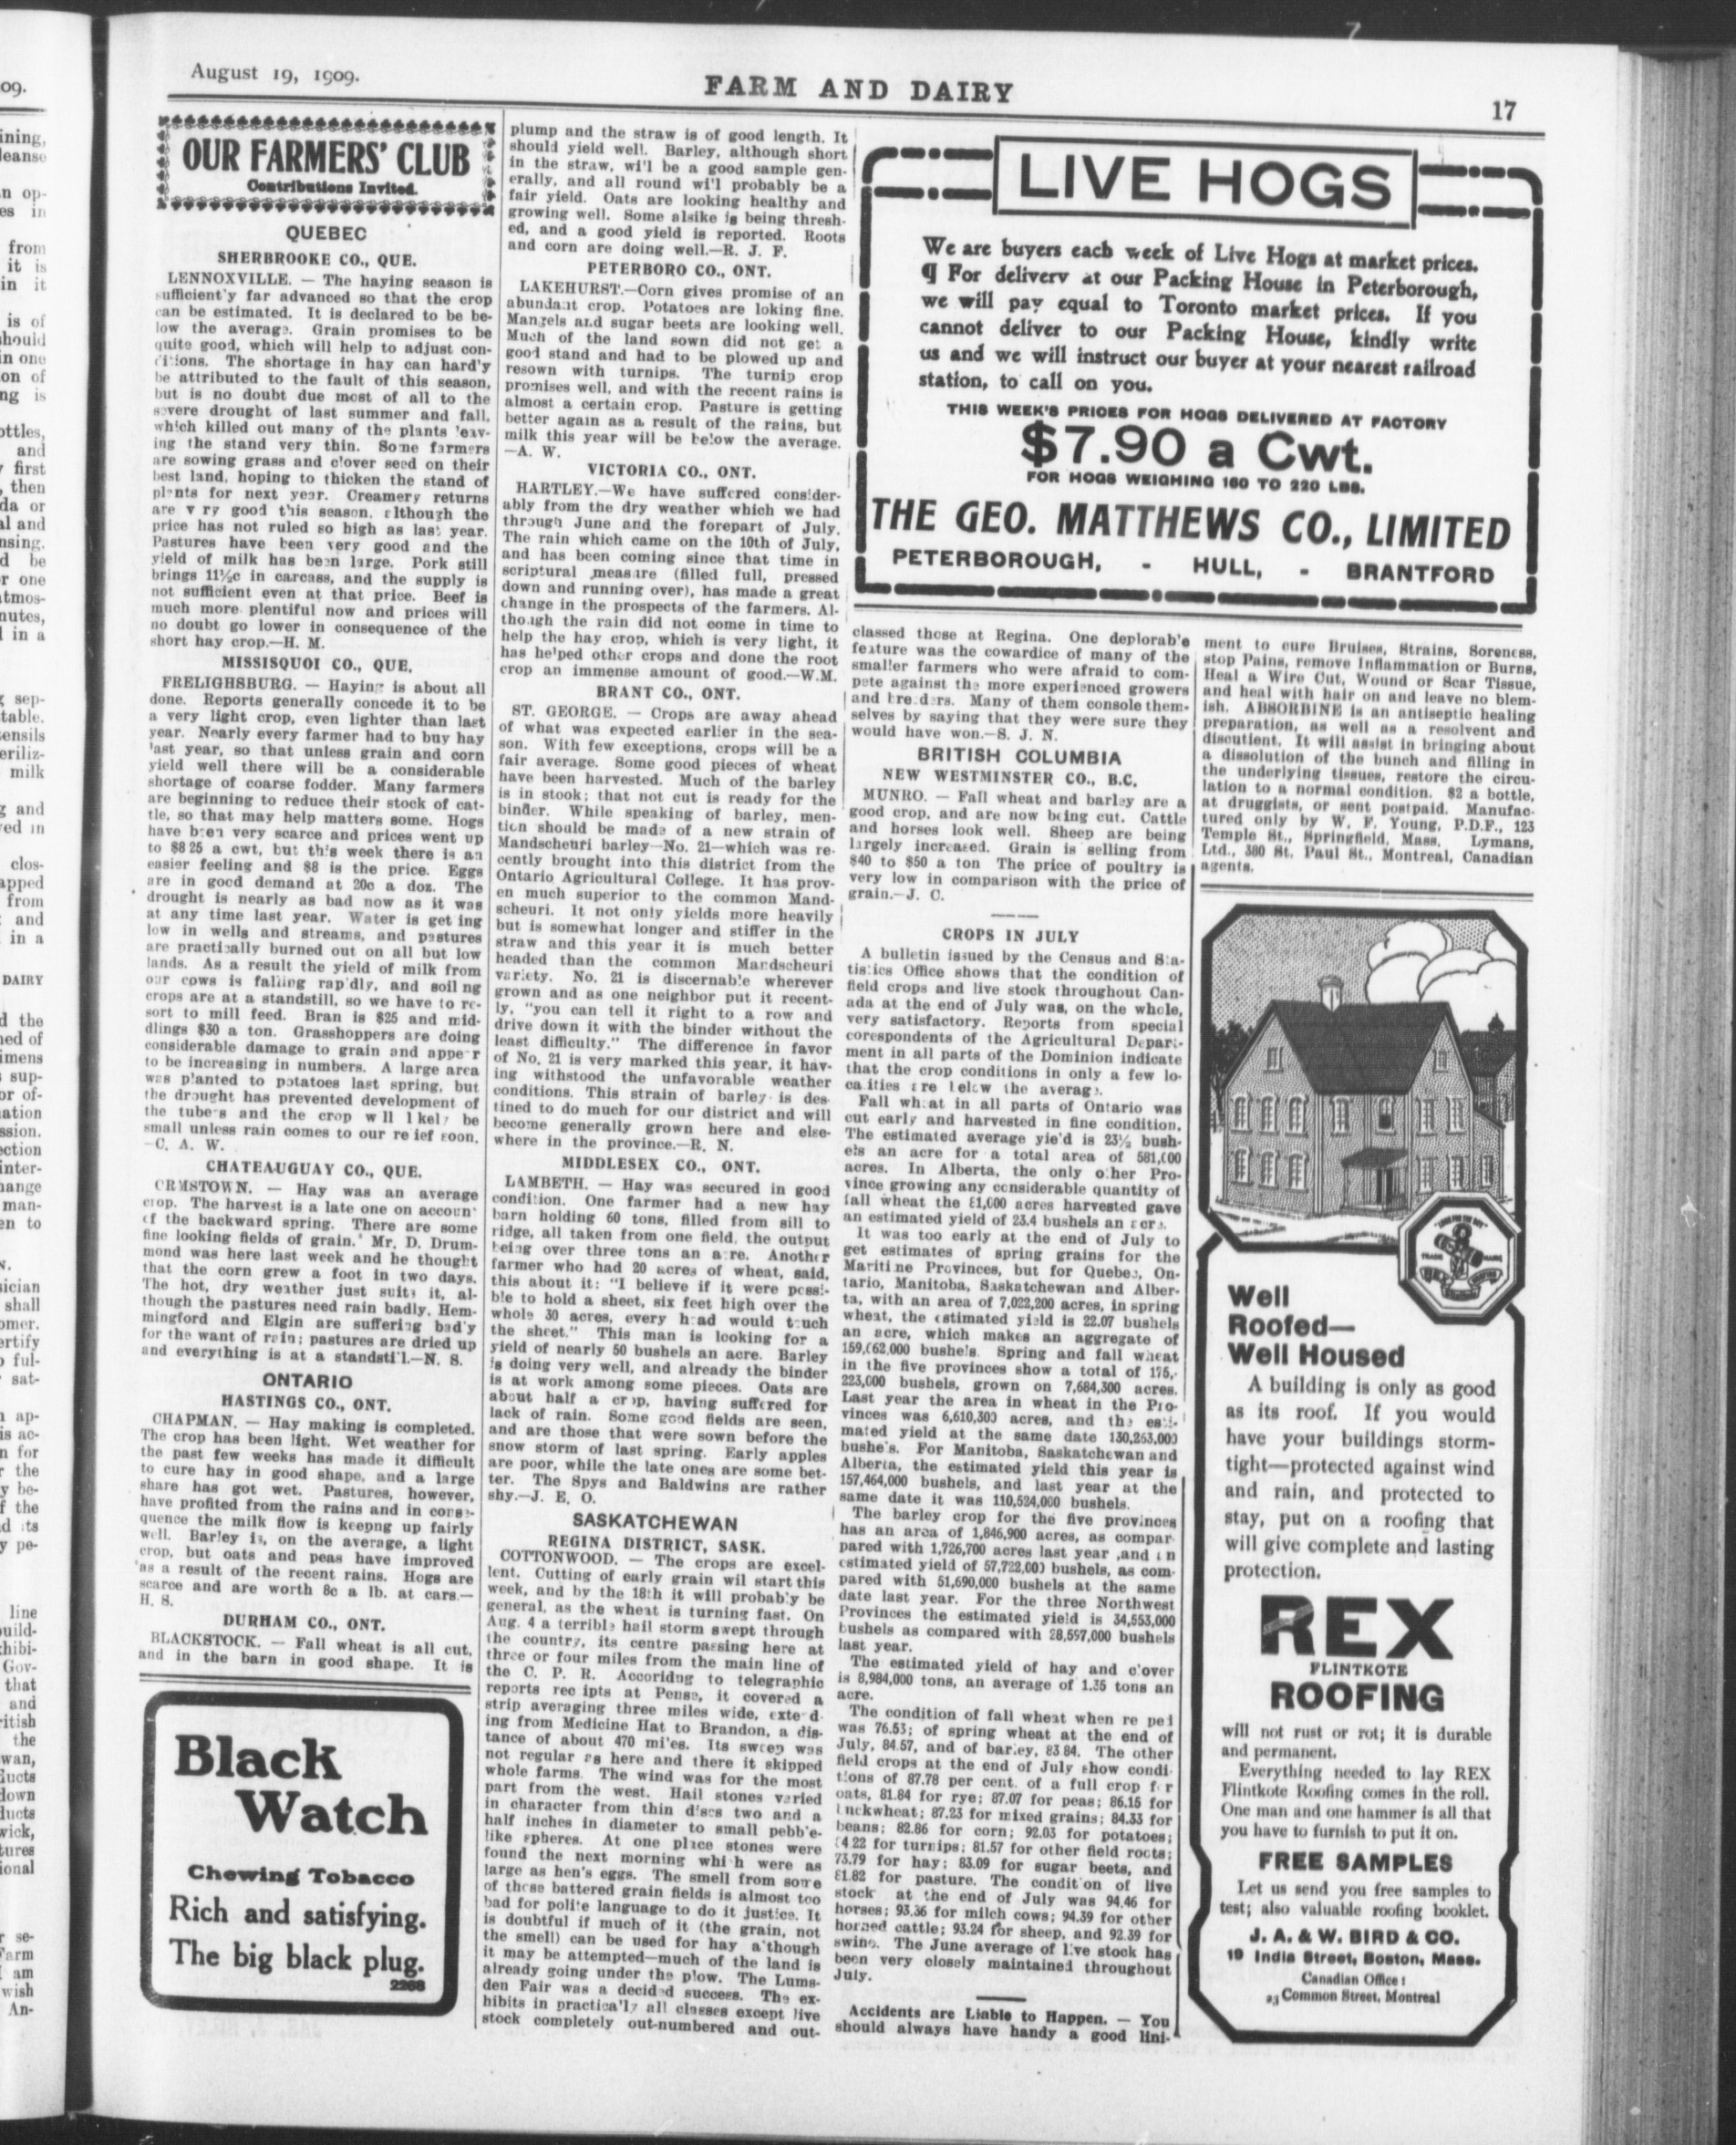 August 19, 1909.
FARM AND DAIRY
17
OUR FARMERS' CLUB
Contributions Invited.
QUEBEC
SHERBROOKE CO., QUE.
LENNOXVILLE. — The haying season is
sufficient'y far advanced so that the crop
can be estimated. It is declared to be be-
low the average. Grain promises to be
quite good, which will help to adjust con-
ditions. The shortage in hay can hard'y
be attributed to the fault of this season,
but is no doubt due most of all to the
severe drought of last summer and fall,
which killed out many of the plants 'eav-
ing the stand very thin. Some farmers
are sowing grass and c'over seed on their
best land, hoping to thicken the stand of
plants for next year. Creamery returns
are v ry good this season, although the
price has not ruled so high as last year.
Pastures have been very good and the
yield of milk has been large. Pork still
brings 11½c in carcass, and the supply is
not sufficient even at that price. Beef is
much more plentiful now and prices will
no doubt go lower in consequence of the
short hay crop.—H. M.
MISSISQUOI CO., QUE.
FRELIGHSBURG. — Haying is about all
done. Reports generally concede it to be
a very light crop, even lighter than last
year. Nearly every farmer had to buy hay
'ast year, so that unless grain and corn
yield well there will be a considerable
shortage of coarse fodder. Many farmers
are beginning to reduce their stock of cat-
tle, so that may help matters some. Hogs
have been very scarce and prices went up
to $8 25 a cwt, but th's week there is an
easier feeling and $8 is the price. Eggs
are in good demand at 20c a doz. The
drought is nearly as bad now as it was
at any time last year. Water is get ing
low in wells and streams, and pastures
are practically burned out on all but low
lands. As a result the yield of milk from
our cows is falling rap'dly, and soil ng
crops are at a standstill, so we have to re-
sort to mill feed. Bran is $25 and mid-
dlings $30 a ton. Grasshoppers are doing
considerable damage to grain and appear
to be increasing in numbers. A large area
was p'anted to potatoes last spring, but
the drought has prevented development of
the tubers and the crop w ll l kely be
small unless rain comes to our re ief soon.
—C. A. W.
CHATEAUGUAY CO., QUE.
ORMSTOWN. — Hay was an average
crop. The harvest is a late one on accoun'
of the backward spring. There are some
fine looking fields of grain. Mr. D. Drum-
mond was here last week and he thought
that the corn grew a foot in two days.
The hot, dry weather just suits it, al-
though the pastures need rain badly. Hem-
mingford and Elgin are suffering bad'y
for the want of rain; pastures are dried up
and everything is at a standsti'l.—N. S.
ONTARIO
HASTINGS CO., ONT.
CHAPMAN. — Hay making is completed.
The crop has been light. Wet weather for
the past few weeks has made it difficult
to cure hay in good shape, and a large
share has got wet. Pastures, however,
have profited from the rains and in conse-
quence the milk flow is keepng up fairly
well. Barley is, on the average, a light
crop, but oats and peas have improved
as a result of the recent rains. Hogs are
scarce and are worth 8c a lb. at cars.—
H. S.
DURHAM CO., ONT.
BLACKSTOCK. — Fall wheat is all cut,
and in the barn in good shape. It is
Black
Watch
Chewing Tobacco
Rich and satisfying.
The big black plug.
2268
plump and the straw is of good length. It
should yield well. Barley, although short
in the straw, wi'l be a good sample gen-
erally, and all round wi'l probably be a
fair yield. Oats are looking healthy and
growing well. Some alsike is being thresh-
ed, and a good yield is reported. Roots
and corn are doing well.—R. J. F.
PETERBORO CO., ONT.
LAKEHURST.—Corn gives promise of an
abundant crop. Potatoes are loking fine.
Mangels and sugar beets are looking well.
Much of the land sown did not get a
good stand and had to be plowed up and
resown with turnips. The turnip crop
promises well, and with the recent rains is
almost a certain crop. Pasture is getting
better again as a result of the rains, but
milk this year will be below the average.
—A. W.
VICTORIA CO., ONT.
HARTLEY.—We have suffered consider-
ably from the dry weather which we had
through June and the forepart of July.
The rain which came on the 10th of July,
and has been coming since that time in
scriptural measure (filled full, pressed
down and running over), has made a great
change in the prospects of the farmers. Al-
though the rain did not come in time to
help the hay crop, which is very light, it
has he'ped other crops and done the root
crop an immense amount of good.—W.M.
BRANT CO., ONT.
ST. GEORGE. — Crops are away ahead
of what was expected earlier in the sea-
son. With few exceptions, crops will be a
fair average. Some good pieces of wheat
have been harvested. Much of the barley
is in stook; that not cut is ready for the
binder. While speaking of barley, men-
tion should be made of a new strain of
Mandscheuri barley—No. 21—which was re-
cently brought into this district from the
Ontario Agricultural College. It has prov-
en much superior to the common Mand-
scheuri. It not only yields more heavily
but is somewhat longer and stiffer in the
straw and this year it is much better
headed than the common Mandscheuri
variety. No. 21 is discernab'e wherever
grown and as one neighbor put it recent-
ly, "you can tell it right to a row and
drive down it with the binder without the
least difficulty." The difference in favor
of No. 21 is very marked this year, it hav-
ing withstood the unfavorable weather
conditions. This strain of barley is des-
tined to do much for our district and will
become generally grown here and else-
where in the province.—R. N.
MIDDLESEX CO., ONT.
LAMBETH. — Hay was secured in good
condition. One farmer had a new hay
barn holding 60 tons, filled from sill to
ridge, all taken from one field, the output
being over three tons an acre. Another
farmer who had 20 acres of wheat, said,
this about it: "I believe if it were possi-
ble to hold a sheet, six feet high over the
whole 30 acres, every head would touch
the sheet." This man is looking for a
yield of nearly 50 bushels an acre. Barley
is doing very well, and already the binder
is at work among some pieces. Oats are
about half a crop, having suffered for
lack of rain. Some good fields are seen,
and are those that were sown before the
snow storm of last spring. Early apples
are poor, while the late ones are some bet-
ter. The Spys and Baldwins are rather
shy.—J. E. O.
SASKATCHEWAN
REGINA DISTRICT, SASK.
COTTONWOOD. — The crops are excel-
lent. Cutting of early grain wil start this
week, and by the 18th it will probab'y be
general, as the wheat is turning fast. On
Aug. 4 a terrible hail storm swept through
the country, its centre passing here at
three or four miles from the main line of
the C. P. R. Accoridng to telegraphic
reports rec ipts at Pense, it covered a
strip averaging three miles wide, exte d-
ing from Medicine Hat to Brandon, a dis-
tance of about 470 mi'es. Its sweep was
not regular as here and there it skipped
whole farms. The wind was for the most
part from the west. Hail stones varied
in character from thin discs two and a
half inches in diameter to small pebb'e-
like spheres. At one place stones were
found the next morning whi h were as
large as hen's eggs. The smell from some
of these battered grain fields is almost too
bad for polite language to do it justice. It
is doubtful if much of it (the grain, not
the smell) can be used for hay a'though
it may be attempted—much of the land is
already going under the plow. The Lums-
den Fair was a decided success. The ex-
hibits in practica'ly all classes except live
stock completely out-numbered and out-
LIVE HOGS
We are buyers each week of Live Hogs at market prices.
¶ For delivery at our Packing House in Peterborough,
we will pay equal to Toronto market prices. If you
cannot deliver to our Packing House, kindly write
us and we will instruct our buyer at your nearest railroad
station, to call on you.
THIS WEEK'S PRICES FOR HOGS DELIVERED AT FACTORY
$7.90 a Cwt.
FOR HOGS WEIGHING 160 TO 220 LBS.
THE GEO. MATTHEWS CO., LIMITED
PETERBOROUGH, - HULL, - BRANTFORD
classed those at Regina. One deplorab'e
feature was the cowardice of many of the
smaller farmers who were afraid to com-
pete against the more experienced growers
and breeders. Many of them console them-
selves by saying that they were sure they
would have won.—S. J. N.
BRITISH COLUMBIA
NEW WESTMINSTER CO., B.C.
MUNRO. — Fall wheat and barley are a
good crop, and are now being cut. Cattle
and horses look well. Sheep are being
largely increased. Grain is selling from
$40 to $50 a ton The price of poultry is
very low in comparison with the price of
grain.—J. C.
CROPS IN JULY
A bulletin issued by the Census and Sta-
tistics Office shows that the condition of
field crops and live stock throughout Can-
ada at the end of July was, on the whole,
very satisfactory. Reports from special
corespondents of the Agricultural Depart-
ment in all parts of the Dominion indicate
that the crop conditions in only a few lo-
calities are below the average.
Fall wheat in all parts of Ontario was
cut early and harvested in fine condition.
The estimated average yie'd is 23½ bush-
els an acre for a total area of 581,000
acres. In Alberta, the only other Pro-
vince growing any considerable quantity of
fall wheat the 81,000 acres harvested gave
an estimated yield of 23.4 bushels an acre.
It was too early at the end of July to
get estimates of spring grains for the
Maritime Provinces, but for Quebec, On-
tario, Manitoba, Saskatchewan and Alber-
ta, with an area of 7,022,200 acres, in spring
wheat, the estimated yield is 22.07 bushels
an acre, which makes an aggregate of
159,062,000 bushels. Spring and fall wheat
in the five provinces show a total of 175,-
223,000 bushels, grown on 7,684,300 acres.
Last year the area in wheat in the Pro-
vinces was 6,610,300 acres, and the esti-
mated yield at the same date 130,263,000
bushe's. For Manitoba, Saskatchewan and
Alberta, the estimated yield this year is
157,464,000 bushels, and last year at the
same date it was 110,524,000 bushels.
The barley crop for the five provinces
has an area of 1,846,900 acres, as compar-
pared with 1,726,700 acres last year ,and an
estimated yield of 57,722,000 bushels, as com-
pared with 51,690,000 bushels at the same
date last year. For the three Northwest
Provinces the estimated yield is 34,553,000
bushels as compared with 28,597,000 bushels
last year.
The estimated yield of hay and c'over
is 8,984,000 tons, an average of 1.35 tons an
acre.
The condition of fall wheat when re ped
was 76.53; of spring wheat at the end of
July, 84.57, and of barley, 83 84. The other
field crops at the end of July show condi-
tions of 87.78 per cent. of a full crop for
oats, 81.84 for rye; 87.07 for peas; 86.15 for
buckwheat; 87.23 for mixed grains; 84.33 for
beans; 82.86 for corn; 92.03 for potatoes;
84 22 for turnips; 81.57 for other field roots;
73.79 for hay; 83.09 for sugar beets, and
81.82 for pasture. The condit'on of live
stock at the end of July was 94.46 for
horses; 93.36 for milch cows; 94.39 for other
horned cattle; 93.24 for sheep, and 92.39 for
swine. The June average of live stock has
been very closely maintained throughout
July.
Accidents are Liable to Happen. — You
should always have handy a good lini-
ment to cure Bruises, Strains, Soreness,
stop Pains, remove Inflammation or Burns,
Heal a Wire Cut, Wound or Scar Tissue,
and heal with hair on and leave no blem-
ish. ABSORBINE is an antiseptic healing
preparation, as well as a resolvent and
discutient. It will assist in bringing about
a dissolution of the bunch and filling in
the underlying tissues, restore the circu-
lation to a normal condition. $2 a bottle,
at druggists, or sent postpaid. Manufac-
tured only by W. F. Young, P.D.F., 123
Temple St., Springfield, Mass. Lymans,
Ltd., 380 St. Paul St., Montreal, Canadian
agents.
"LOOK FOR THE BOY"
TRADE MARK
Well
Roofed—
Well Housed
A building is only as good
as its roof. If you would
have your buildings storm-
tight—protected against wind
and rain, and protected to
stay, put on a roofing that
will give complete and lasting
protection.
REX
FLINTKOTE
ROOFING
will not rust or rot; it is durable
and permanent.
Everything needed to lay REX
Flintkote Roofing comes in the roll.
One man and one hammer is all that
you have to furnish to put it on.
FREE SAMPLES
Let us send you free samples to
test; also valuable roofing booklet.
J. A. & W. BIRD & CO.
19 India Street, Boston, Mass.
Canadian Office:
23 Common Street, Montreal